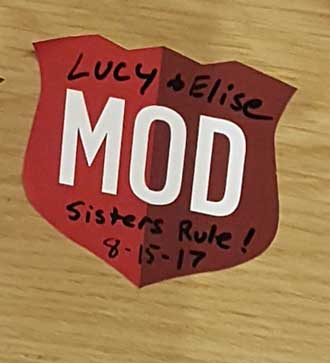 Lucy & Elise
MOD
Sisters Rule!
8-15-17